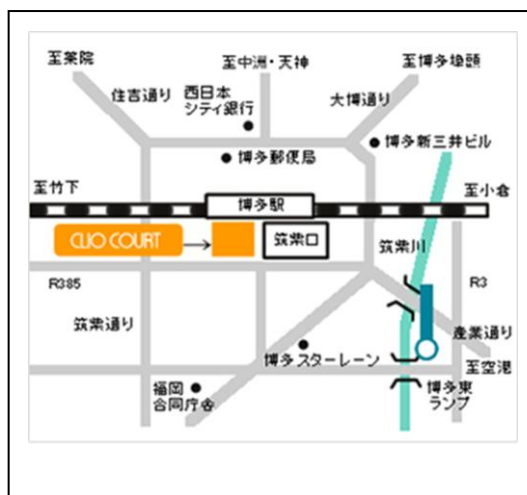 至薬院
至中洲・天神
至博多埠頭
住吉通り
西日本
シティ銀行
大博通り
博多郵便局
博多新三井ビル
至竹下
博多駅
至小倉
CLIO COURT
筑紫口
筑紫川
R385
R3
筑紫通り
産業通り
博多スターレーン
至空港
福岡
合同庁舎
博多東
ランプ